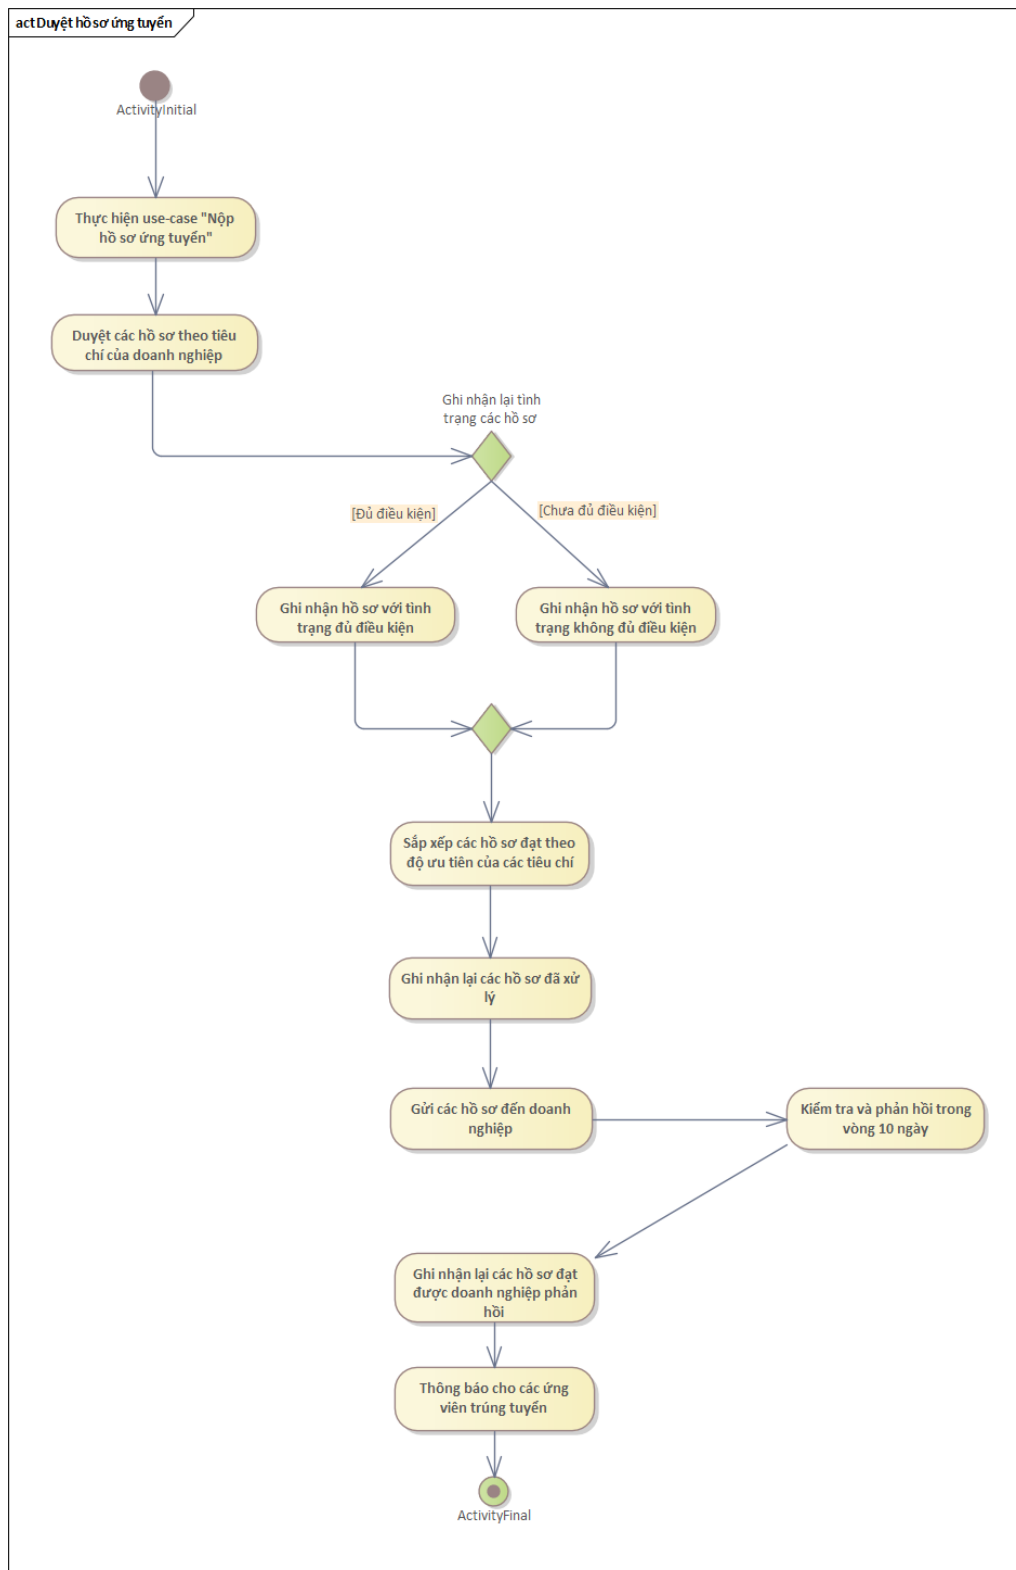 act Duyệt hồ sơ ứng tuyển
ActivityInitial
Thực hiện use-case "Nộp
hồ sơ ứng tuyển"
Duyệt các hồ sơ theo tiêu
chí của doanh nghiệp
Ghi nhận lại tình
trạng các hồ sơ
[Đủ điều kiện]
[Chưa đủ điều kiện]
Ghi nhận hồ sơ với tình
trạng đủ điều kiện
Ghi nhận hồ sơ với tình
trạng không đủ điều kiện
Sắp xếp các hồ sơ đạt theo
độ ưu tiên của các tiêu chí
Ghi nhận lại các hồ sơ đã xử
lý
Gửi các hồ sơ đến doanh
nghiệp
Kiểm tra và phản hồi trong
vòng 10 ngày
Ghi nhận lại các hồ sơ đạt
được doanh nghiệp phản
hồi
Thông báo cho các ứng
viên trúng tuyển
ActivityFinal